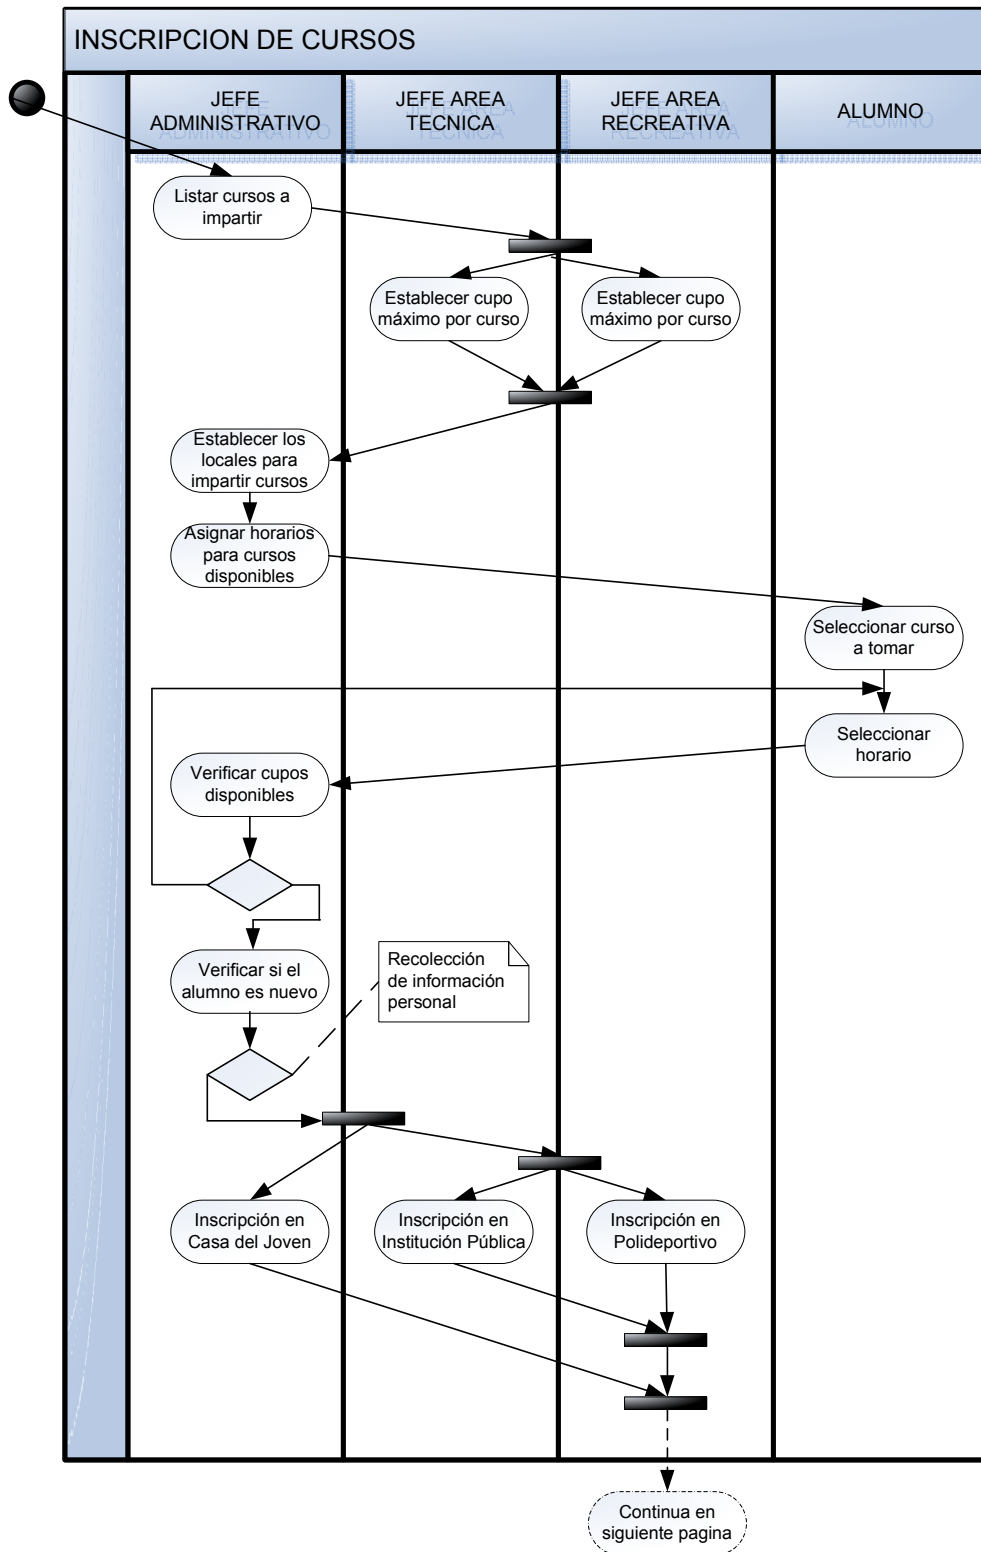 INSCRIPCION DE CURSOS
JEFE
ADMINISTRATIVO
JEFE AREA
TECNICA
JEFE AREA
RECREATIVA
ALUMNO
Listar cursos a
impartir
Establecer cupo
máximo por curso
Establecer cupo
máximo por curso
Establecer los
locales para
impartir cursos
Asignar horarios
para cursos
disponibles
Seleccionar curso
a tomar
Seleccionar
horario
Verificar cupos
disponibles
Verificar si el
alumno es nuevo
Recolección
de información
personal
Inscripción en
Casa del Joven
Inscripción en
Institución Pública
Inscripción en
Polideportivo
Continua en
siguiente pagina